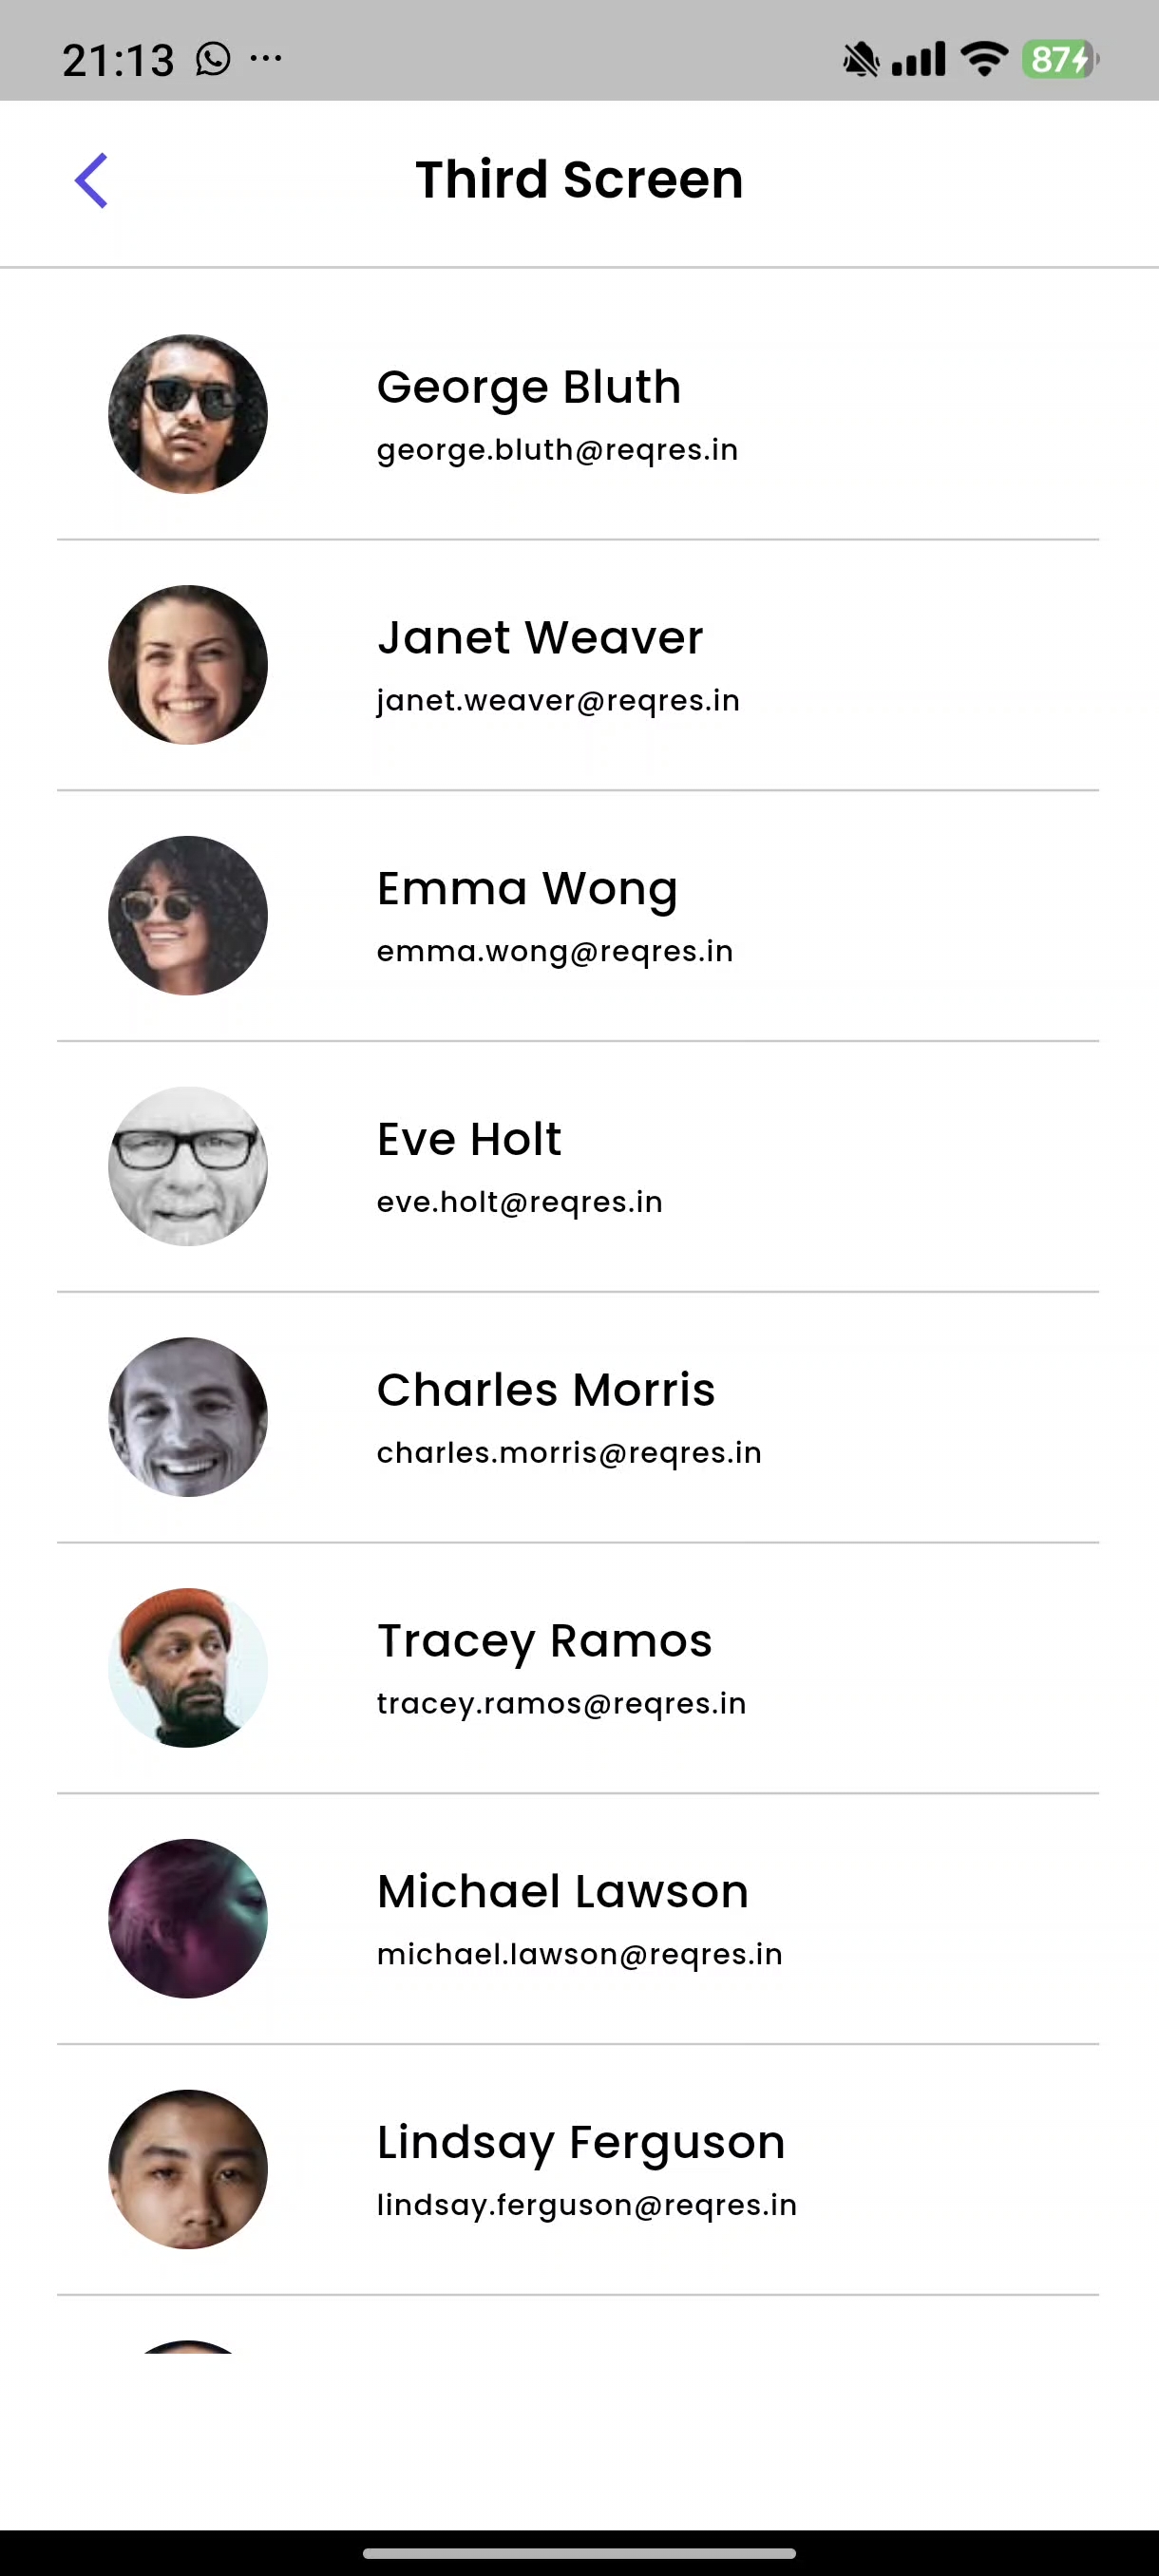 21:13 ...
87
Third Screen
George Bluth
george.bluth@reqres.in
Janet Weaver
janet.weaver@reqres.in
Emma Wong
emma.wong@reqres.in
Eve Holt
eve.holt@reqres.in
Charles Morris
charles.morris@reqres.in
Tracey Ramos
tracey.ramos@reqres.in
Michael Lawson
michael.lawson@reqres.in
Lindsay Ferguson
lindsay.ferguson@reqres.in